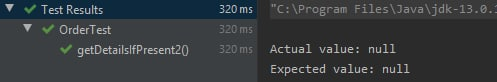 Test Results 320 ms
OrderTest 320 ms
getDetailsIfPresent2() 320 ms
"C:\Program Files\Java\jdk-13.0.
Actual value: null
Expected value: null